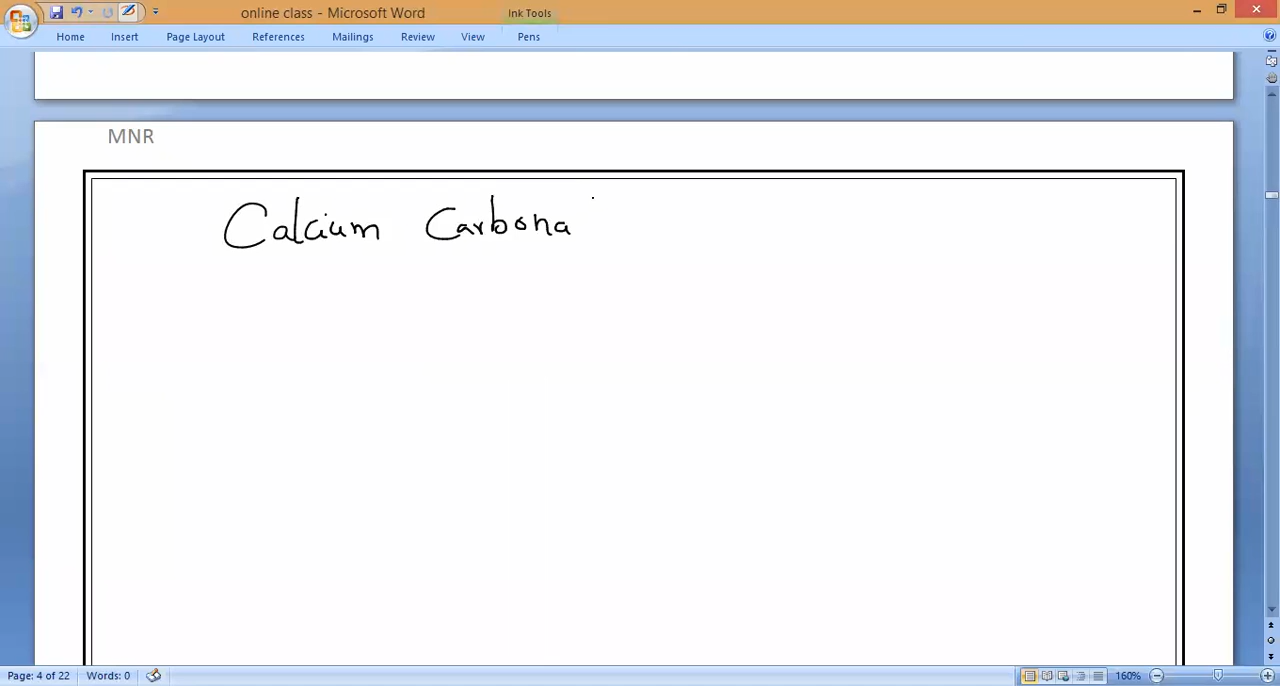 online class - Microsoft Word
Ink Tools
Home Insert Page Layout References Mailings Review View Pens
MNR
Calcium Carbona
Page: 4 of 22 Words: 0 160%